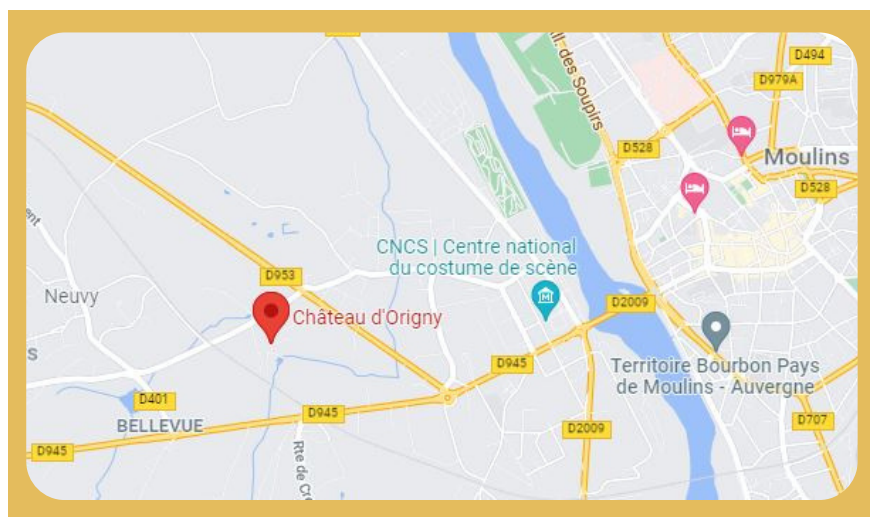 All. des Soupirs
D494
D979A
D528
Moulins
D528
CNCS | Centre national
du costume de scène
D953
Neuvy
Château d'Origny
D2009
D945
Territoire Bourbon Pays
de Moulins - Auvergne
D401
D945
BELLEVUE
D2009
D707
D945
Rte de